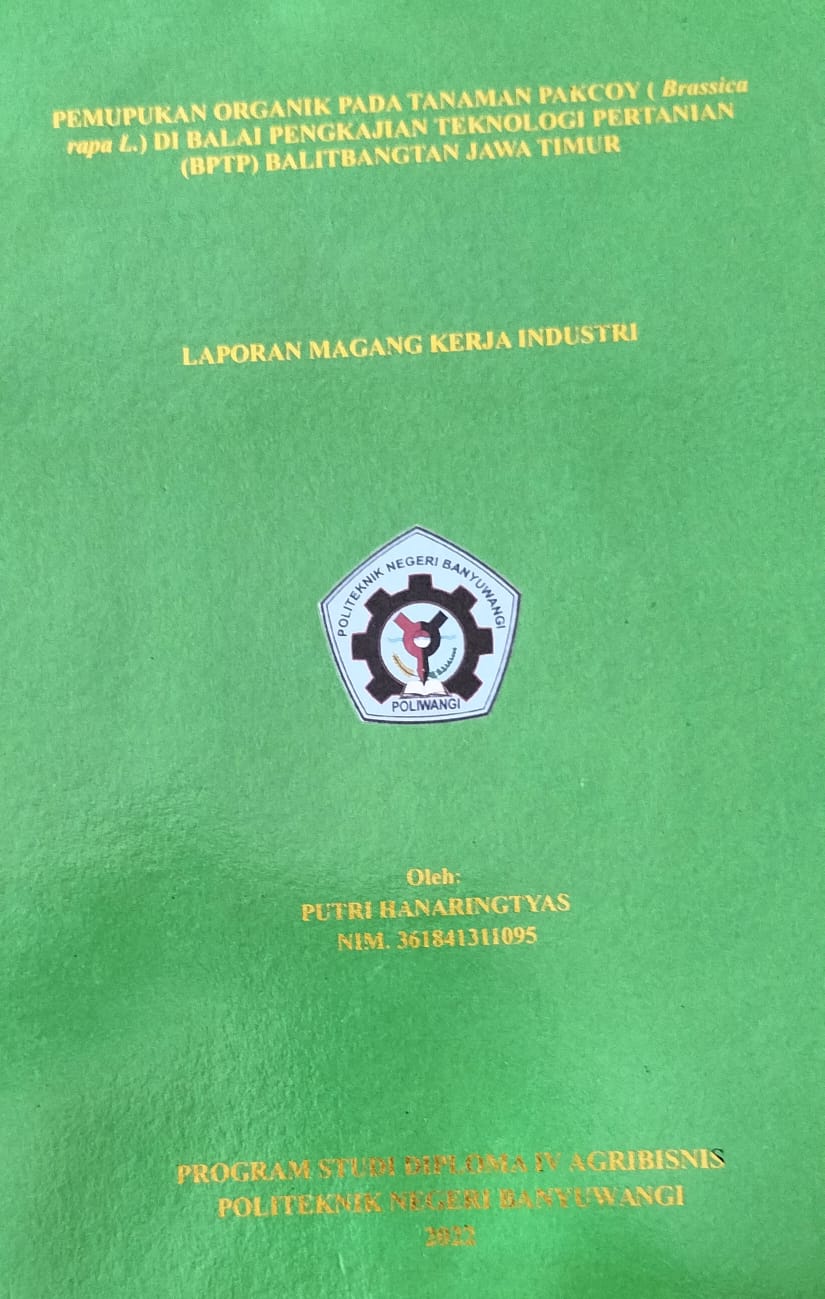 PEMUPUKAN ORGANIK PADA TANAMAN PAKCOY ( Brassica
rapa L.) DI BALAI PENGKAJIAN TEKNOLOGI PERTANIAN
(BPTP) BALITBANGTAN JAWA TIMUR
LAPORAN MAGANG KERJA INDUSTRI
POLITEKNIK NEGERI BANYUWANGI
POLIWANGI
Oleh:
PUTRI HANARINGTYAS
NIM. 361841311095
PROGRAM STUDI DIPLOMA IV AGRIBISNIS
POLITEKNIK NEGERI BANYUWANGI
2022